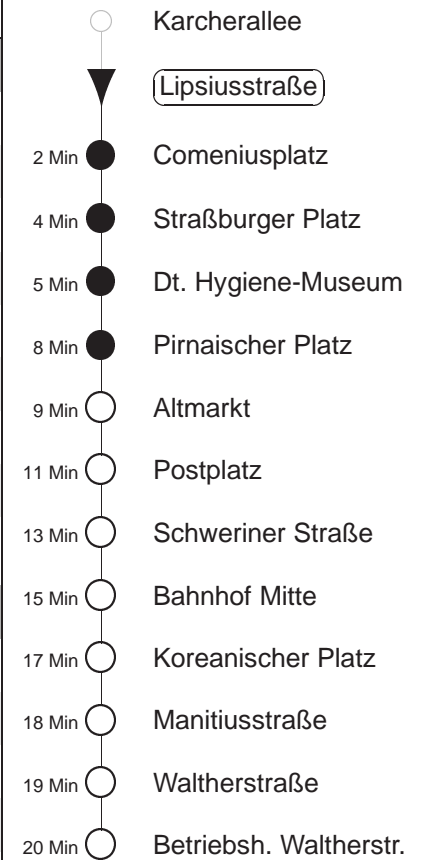 Karcherallee
Lipsiusstraße
2 Min Comeniusplatz
4 Min Straßburger Platz
5 Min Dt. Hygiene-Museum
8 Min Pirnaischer Platz
9 Min Altmarkt
11 Min Postplatz
13 Min Schweriner Straße
15 Min Bahnhof Mitte
17 Min Koreanischer Platz
18 Min Manitiusstraße
19 Min Waltherstraße
20 Min Betriebsh. Waltherstr.